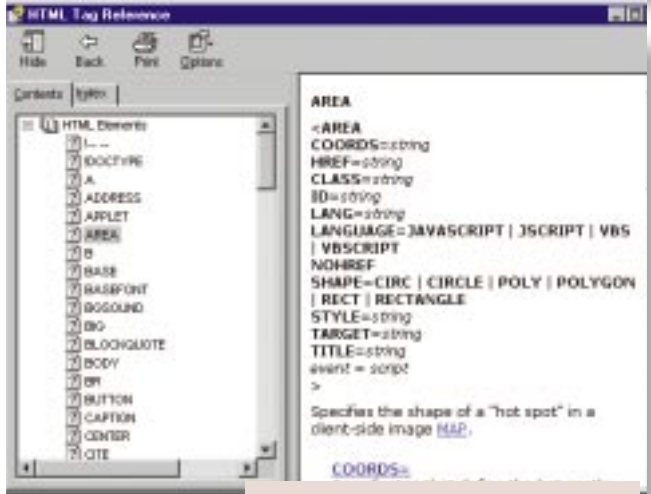 HTML Tag Reference
Hide Back Print Options
Contents Index
HTML Elements
!-- --
!DOCTYPE
A
ADDRESS
APPLET
AREA
B
BASE
BASEFONT
BGSOUND
BIG
BLOCKQUOTE
BODY
BR
BUTTON
CAPTION
CENTER
CITE
AREA
<AREA
COORDS=string
HREF=string
CLASS=string
ID=string
LANG=string
LANGUAGE=JAVASCRIPT | JSCRIPT | VBS
| VBSCRIPT
NOHREF
SHAPE=CIRC | CIRCLE | POLY | POLYGON
| RECT | RECTANGLE
STYLE=string
TARGET=string
TITLE=string
event = script
>
Specifies the shape of a "hot spot" in a
client-side image MAP.
COORDS=